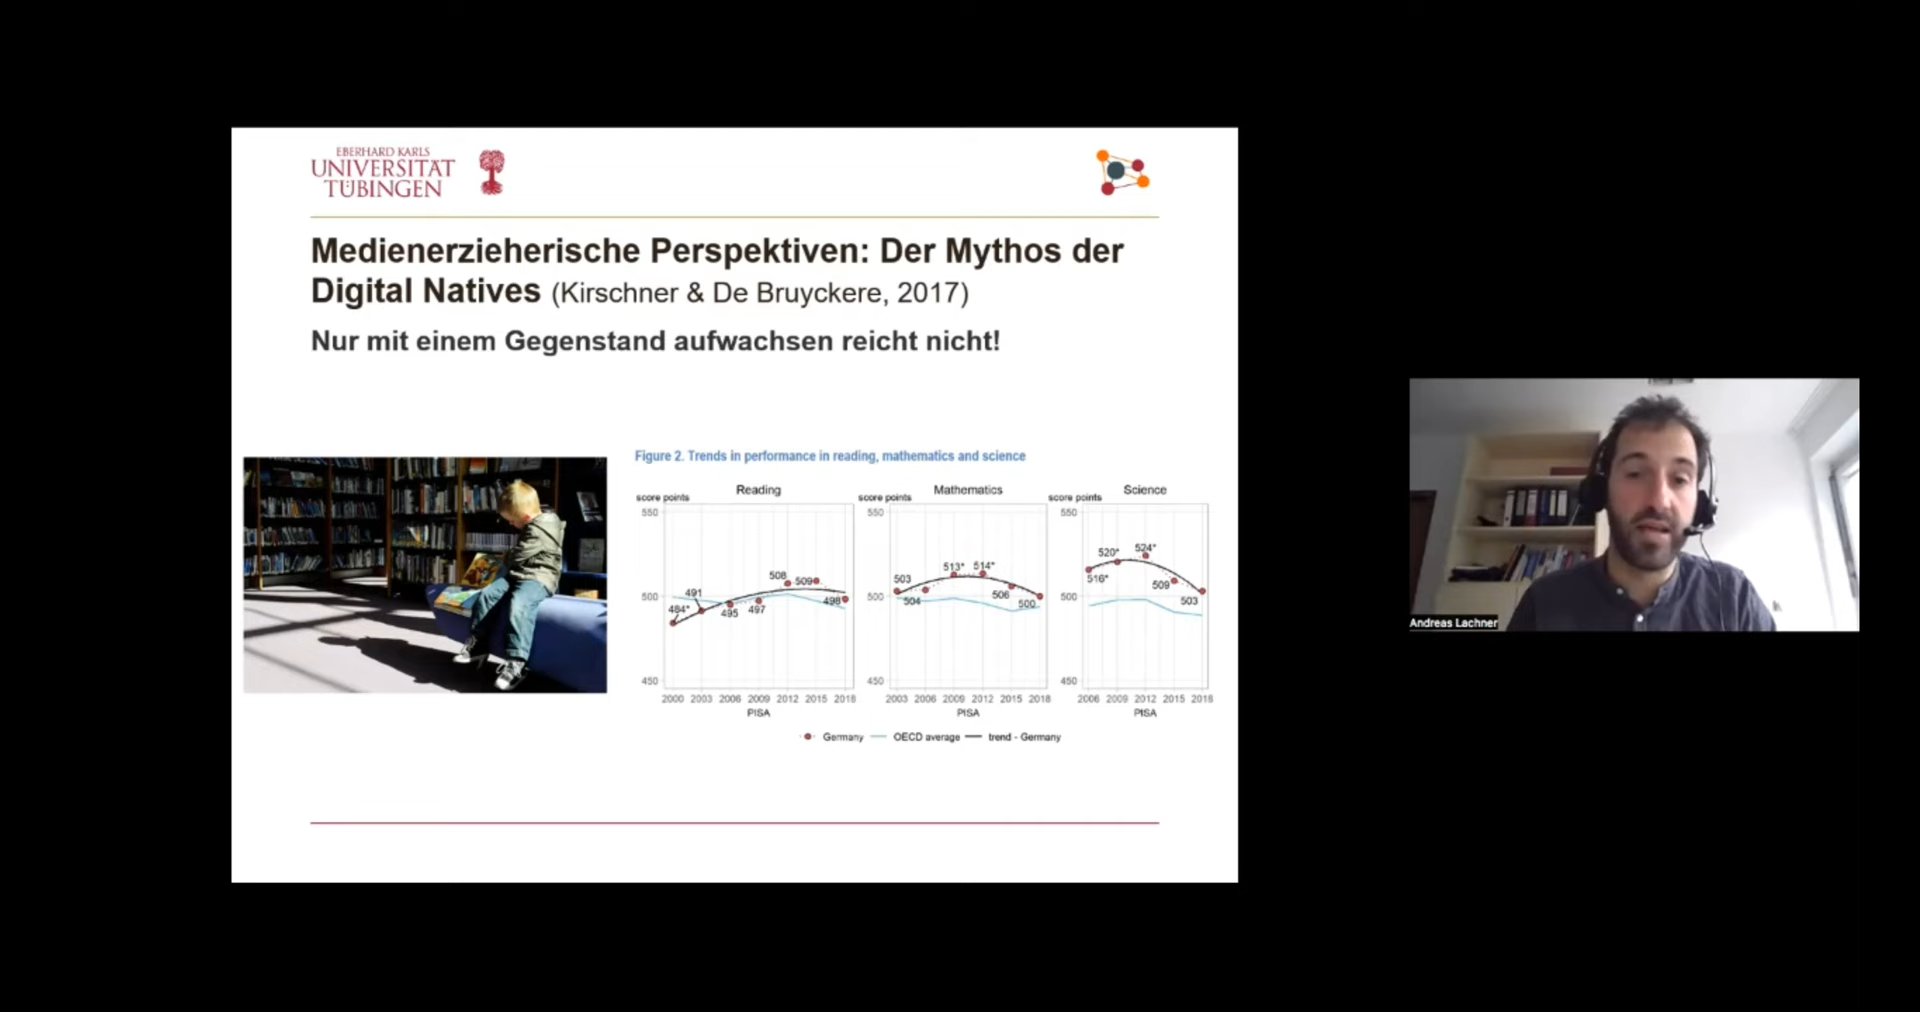 EBERHARD KARLS
UNIVERSITÄT
TÜBINGEN
Medienerzieherische Perspektiven: Der Mythos der
Digital Natives (Kirschner & De Bruyckere, 2017)
Nur mit einem Gegenstand aufwachsen reicht nicht!
Figure 2. Trends in performance in reading, mathematics and science
Reading
score points
550
500
450
484*
491
495
497
508
509
498
2000 2003 2006 2009 2012 2015 2018
PISA
Mathematics
score points
550
500
450
503
504
513*
514*
506
500
2003 2006 2009 2012 2015 2018
PISA
Science
score points
550
500
450
516*
520*
524*
509
503
2006 2009 2012 2015 2018
PISA
Germany
OECD average
trend - Germany
Andreas Lachner